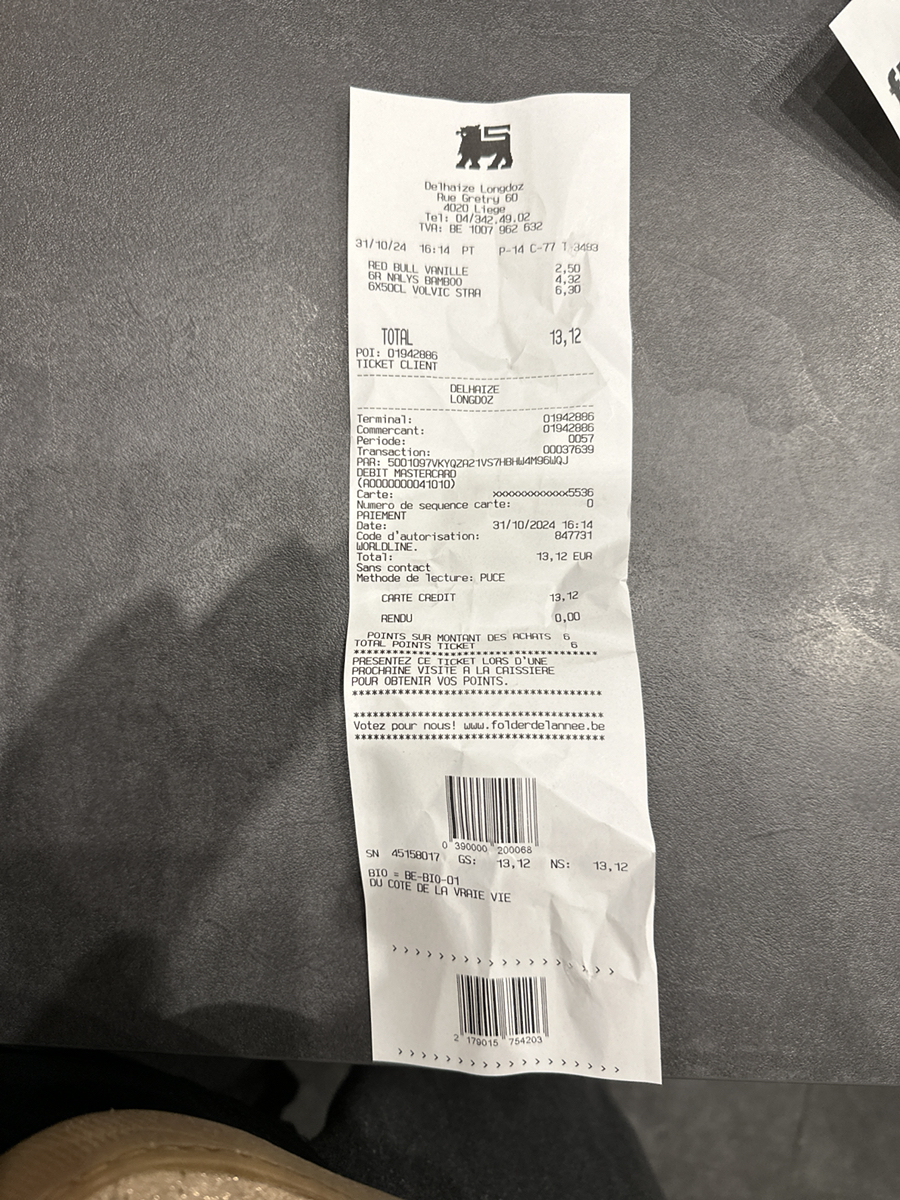 Delhaize Longdoz
Rue Gretry 60
4020 Liege
Tel: 04/342.49.02
TVA: BE 1007 962 632
31/10/24 16:14 PT p-14 C-77 T-3483
RED BULL VANILLE 2,50
6R NALYS BAMBOO 4,32
6X50CL VOLVIC STRA 6,30
TOTAL 13,12
POI: 01942886
TICKET CLIENT
------------------------------
DELHAIZE
LONGDOZ
------------------------------
Terminal: 01942886
Commercant: 01942886
Periode: 0057
Transaction: 00037639
PAR: 5001097VKYQZA21VS7HBHW4M96WQJ
DEBIT MASTERCARD
(A0000000041010)
Carte: xxxxxxxxxxxx5536
Numero de sequence carte: 0
PAIEMENT
Date: 31/10/2024 16:14
Code d'autorisation: 847731
WORLDLINE.
Total: 13,12 EUR
Sans contact
Methode de lecture: PUCE
CARTE CREDIT 13,12
RENDU 0,00
POINTS SUR MONTANT DES ACHATS 6
TOTAL POINTS TICKET 6
**********************************
PRESENTEZ CE TICKET LORS D'UNE
PROCHAINE VISITE A LA CAISSIERE
POUR OBTENIR VOS POINTS.
**********************************
**********************************
Votez pour nous! www.folderdelannee.be
**********************************
0 390000 200068
SN 45158017 GS: 13,12 NS: 13,12
BIO = BE-BIO-01
DU COTE DE LA VRAIE VIE
> > > > > > > > > > > > > > > > > > >
2 179015 754203
> > > > > > > > > > > > > > > > > > >